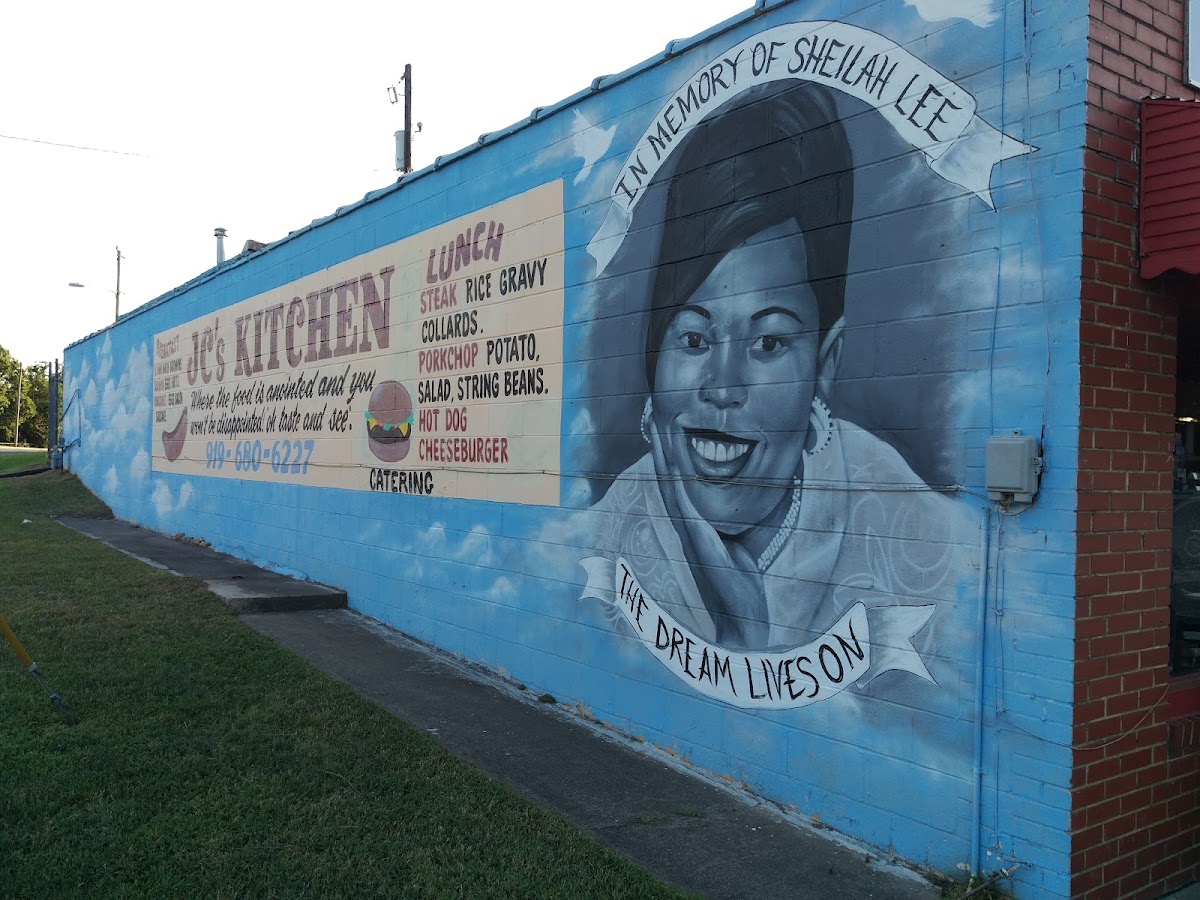 IN MEMORY OF SHEILAH LEE
JC's KITCHEN
"Where the food is anointed and you
won't be disappointed! oh taste and see".
919-680-6227
CATERING
LUNCH
STEAK RICE GRAVY
COLLARDS.
PORKCHOP POTATO,
SALAD, STRING BEANS.
HOT DOG
CHEESEBURGER
THE DREAM LIVES ON